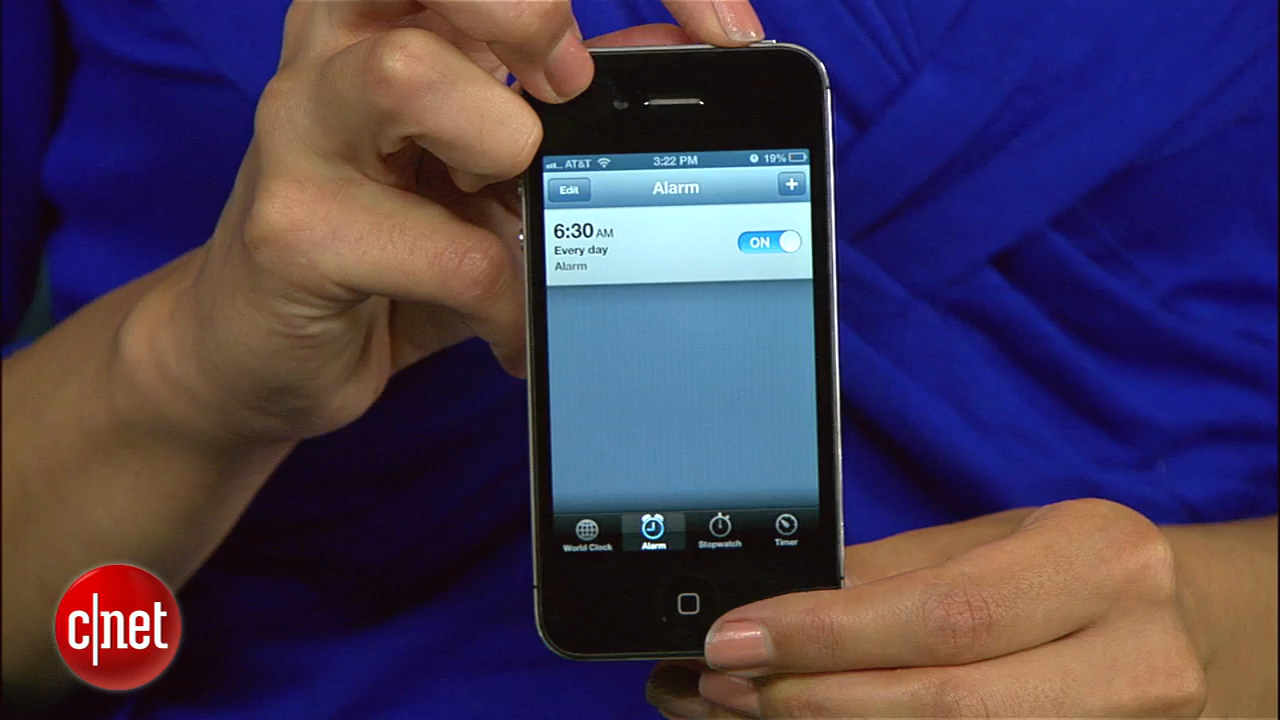 AT&T 3:22 PM 19%
Edit Alarm +
6:30 AM
Every day
Alarm
ON
World Clock Alarm Stopwatch Timer
c|net